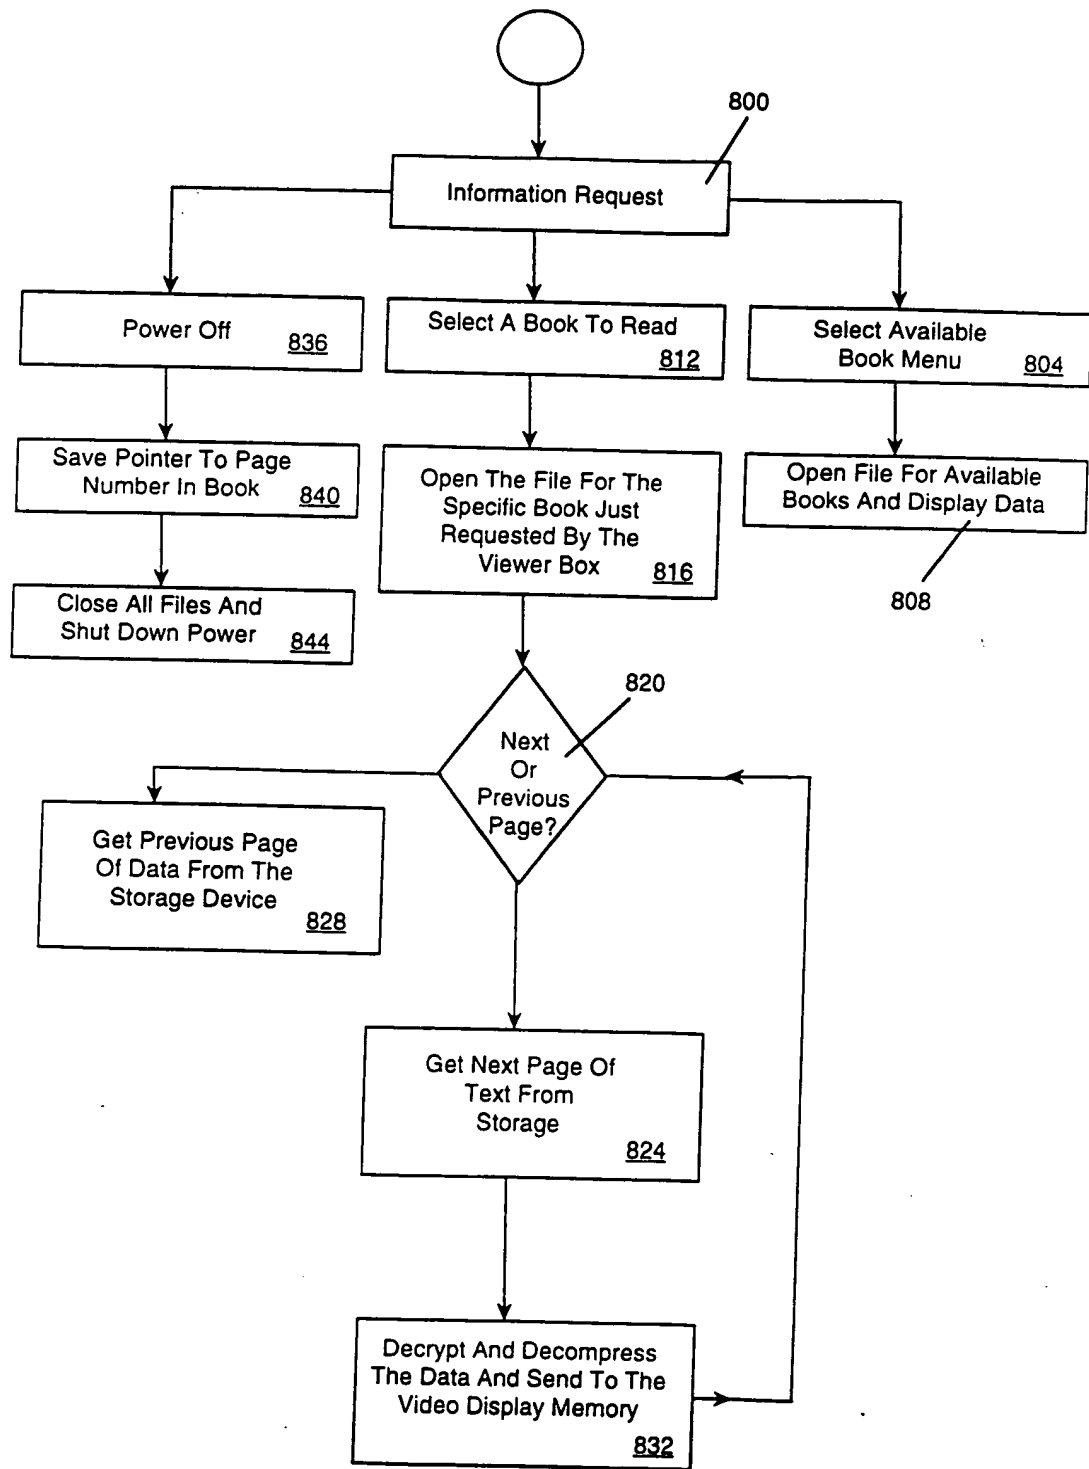 800
Information Request
Power Off
836
Select A Book To Read
812
Select Available
Book Menu
804
Save Pointer To Page
Number In Book
840
Open The File For The
Specific Book Just
Requested By The
Viewer Box
816
Open File For Available
Books And Display Data
808
Close All Files And
Shut Down Power
844
820
Next
Or
Previous
Page?
Get Previous Page
Of Data From The
Storage Device
828
Get Next Page Of
Text From
Storage
824
Decrypt And Decompress
The Data And Send To The
Video Display Memory
832